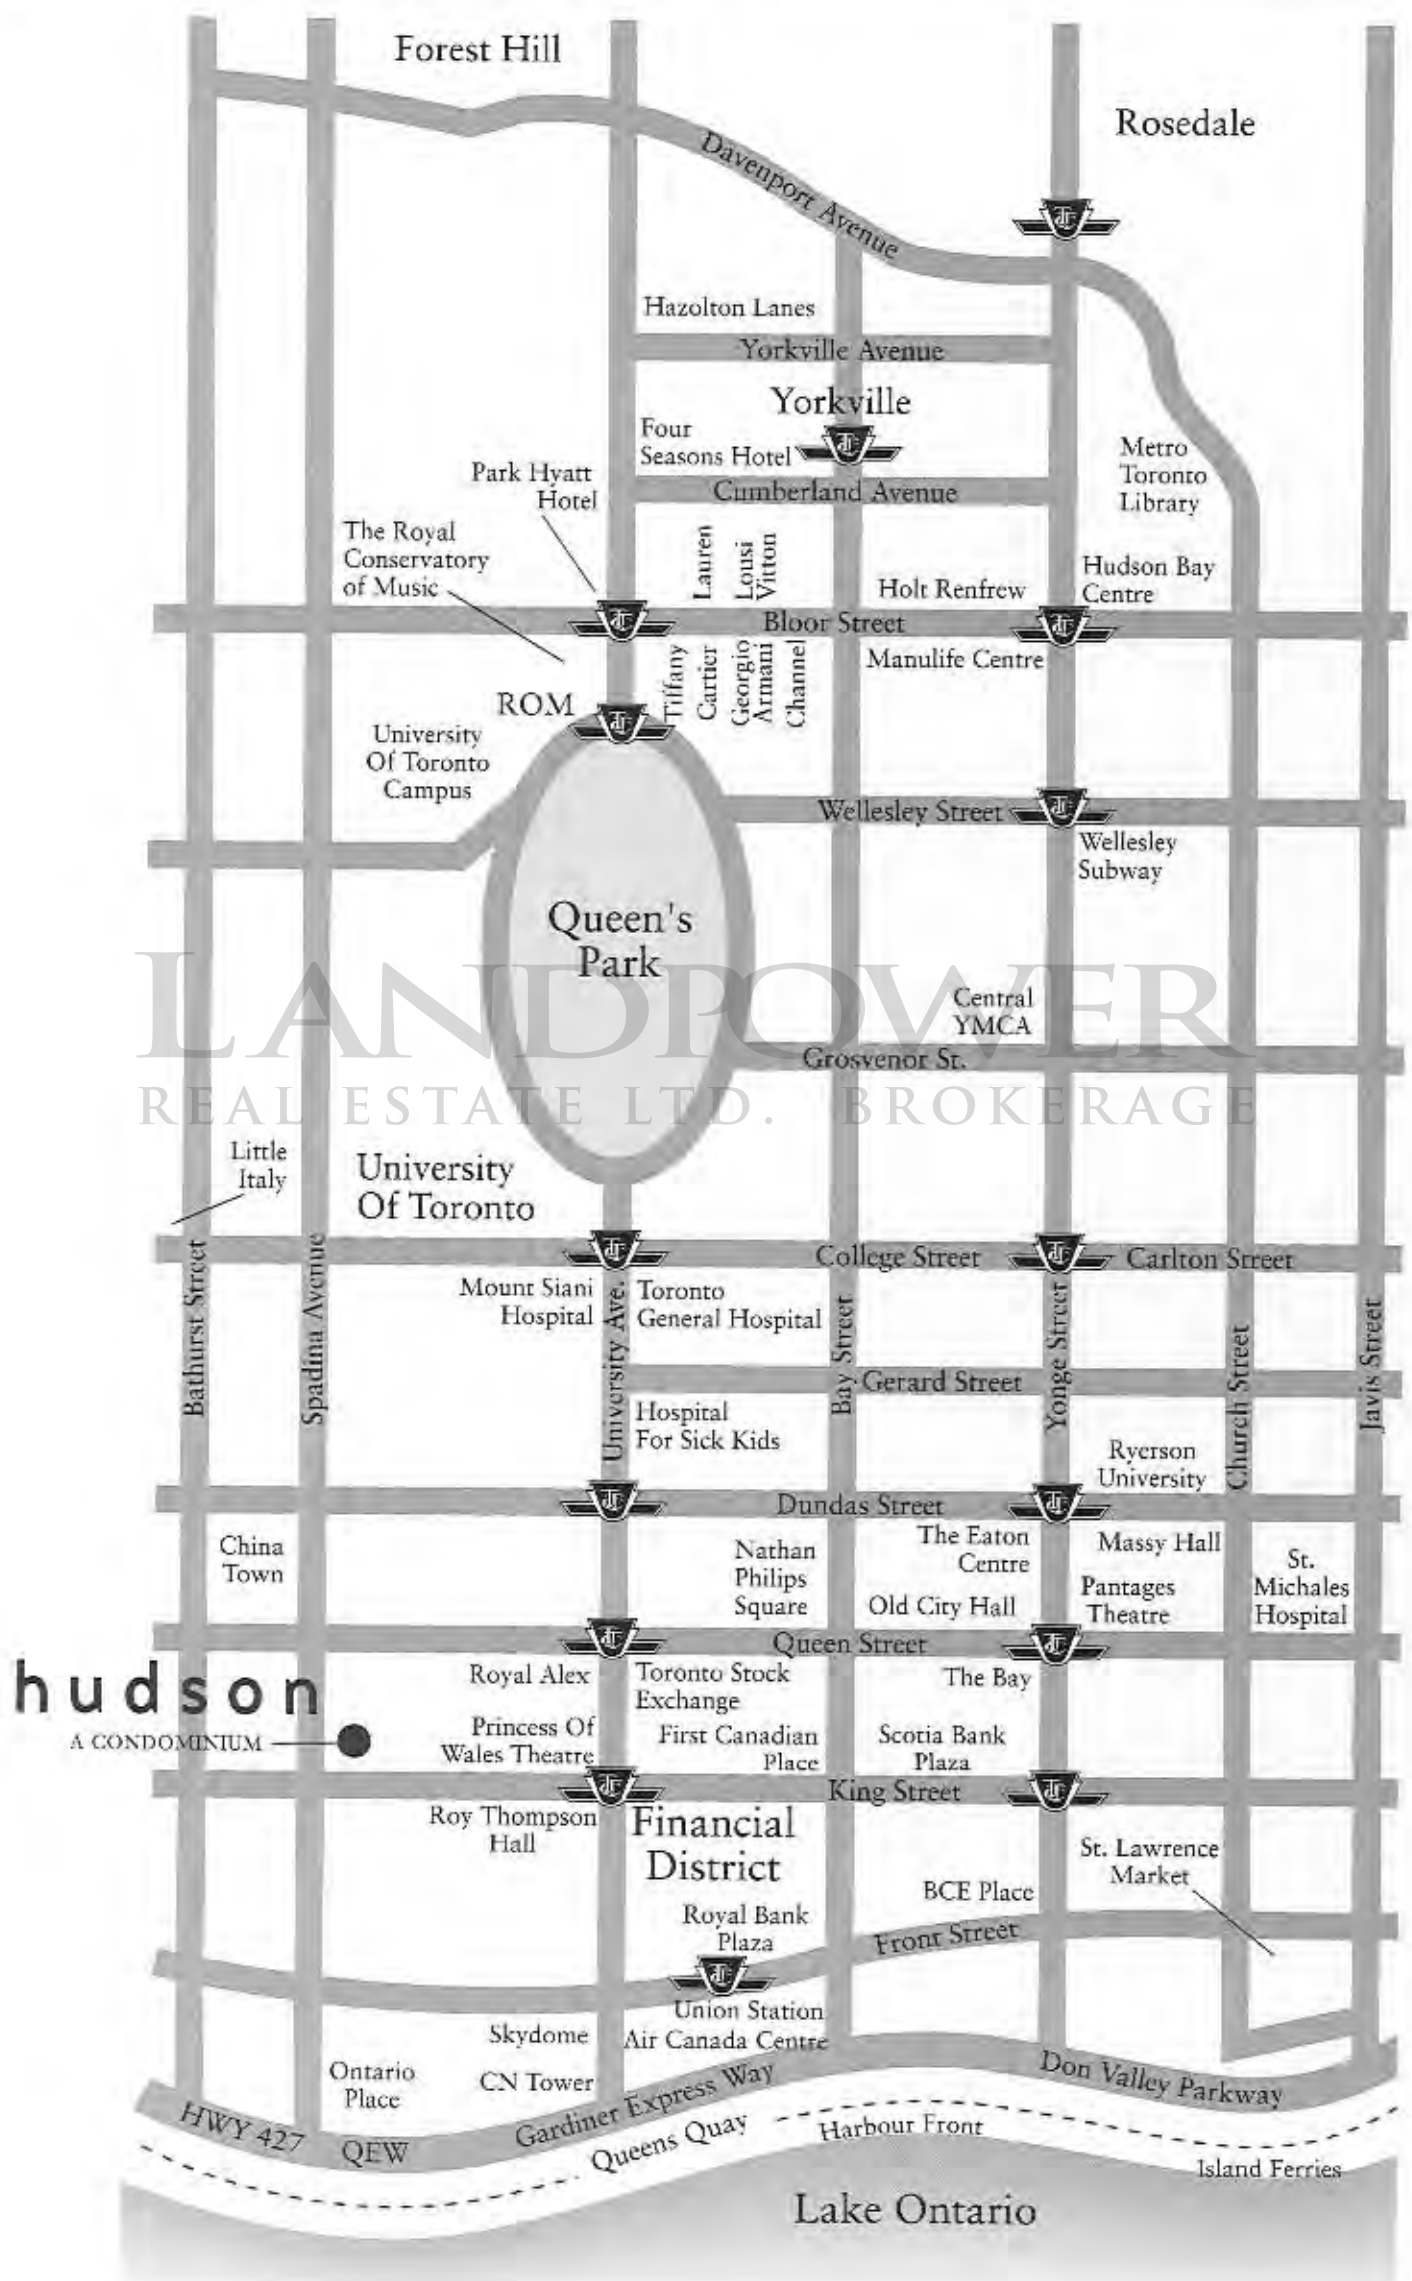 Forest Hill
Rosedale
Davenport Avenue
Hazolton Lanes
Yorkville Avenue
Yorkville
Four
Seasons Hotel
Metro
Toronto
Library
Park Hyatt
Hotel
Cumberland Avenue
The Royal
Conservatory
of Music
Lauren
Lousi
Vitton
Holt Renfrew
Hudson Bay
Centre
Bloor Street
Tiffany
Cartier
Georgio
Armani
Channel
Manulife Centre
ROM
University
Of Toronto
Campus
Wellesley Street
Wellesley
Subway
Queen's
Park
LANDPOWER
REAL ESTATE LTD. BROKERAGE
Central
YMCA
Grosvenor St.
Little
Italy
University
Of Toronto
College Street
Carlton Street
Bathurst Street
Spadina Avenue
University Ave.
Bay Street
Yonge Street
Church Street
Javis Street
Mount Siani
Hospital
Toronto
General Hospital
Gerard Street
Hospital
For Sick Kids
Ryerson
University
Dundas Street
China
Town
Nathan
Philips
Square
The Eaton
Centre
Old City Hall
Massy Hall
Pantages
Theatre
St.
Michales
Hospital
Queen Street
hudson
A CONDOMINIUM
Royal Alex
Toronto Stock
Exchange
The Bay
Princess Of
Wales Theatre
First Canadian
Place
Scotia Bank
Plaza
King Street
Roy Thompson
Hall
Financial
District
St. Lawrence
Market
BCE Place
Royal Bank
Plaza
Front Street
Union Station
Air Canada Centre
Skydome
CN Tower
Ontario
Place
HWY 427
QEW
Gardiner Express Way
Don Valley Parkway
Queens Quay
Harbour Front
Island Ferries
Lake Ontario